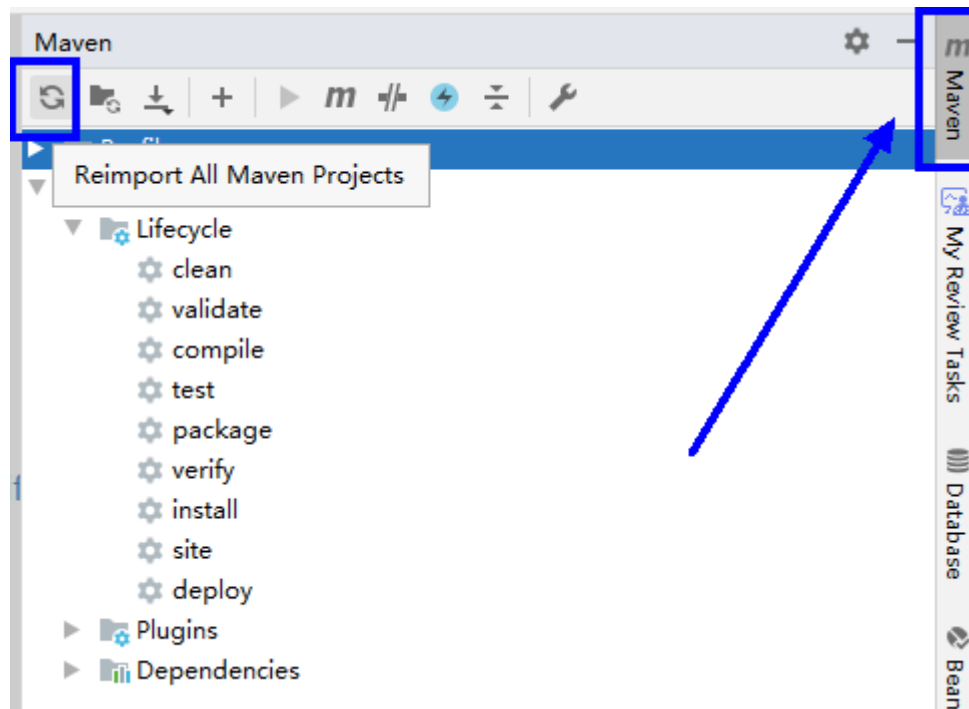 Maven
m
Reimport All Maven Projects
Lifecycle
clean
validate
compile
test
package
verify
install
site
deploy
Plugins
Dependencies
m
Maven
My Review Tasks
Database
Bean